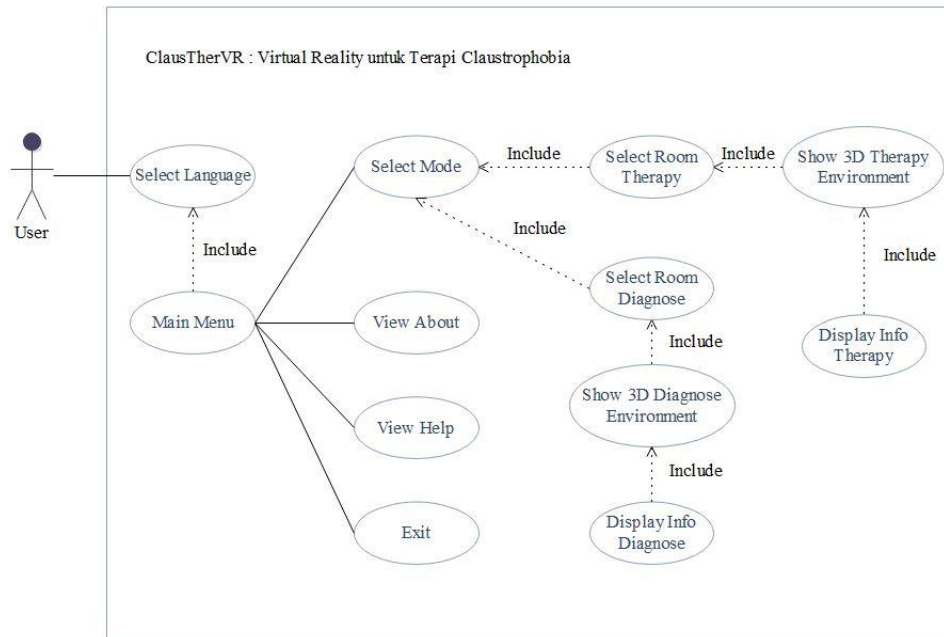 ClausTherVR : Virtual Reality untuk Terapi Claustrophobia
User
Select Language
Include
Main Menu
Select Mode
Include
Select Room
Therapy
Include
Show 3D Therapy
Environment
Include
Display Info
Therapy
Include
Select Room
Diagnose
Include
Show 3D Diagnose
Environment
Include
Display Info
Diagnose
View About
View Help
Exit